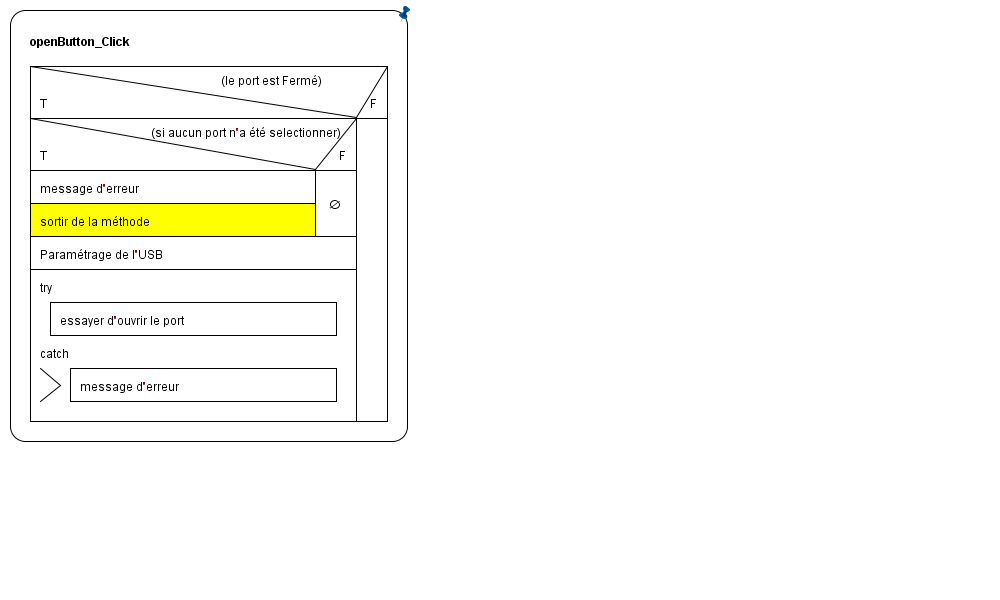 openButton_Click
(le port est Fermé)
T
F
(si aucun port n'a été selectionner)
T
F
message d'erreur
∅
sortir de la méthode
Paramétrage de l'USB
try
essayer d'ouvrir le port
catch
message d'erreur